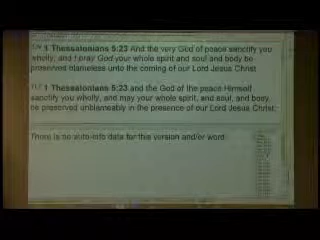 1 Thessalonians 5:23 And the very God of peace sanctify you
wholly; and I pray God your whole spirit and soul and body be
preserved blameless unto the coming of our Lord Jesus Christ.
1 Thessalonians 5:23 and the God of the peace Himself
sanctify you wholly, and may your whole spirit, and soul, and body,
be preserved unblameably in the presence of our Lord Jesus Christ;
There is no auto-info data for this version and/or word